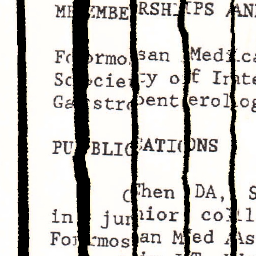 MEMBERSHIPS AN
Formosan Medica
Society of Inte
Gastroenterolog
PUBLICATIONS
Chen DA, S
in junior coll
Formosan Med As